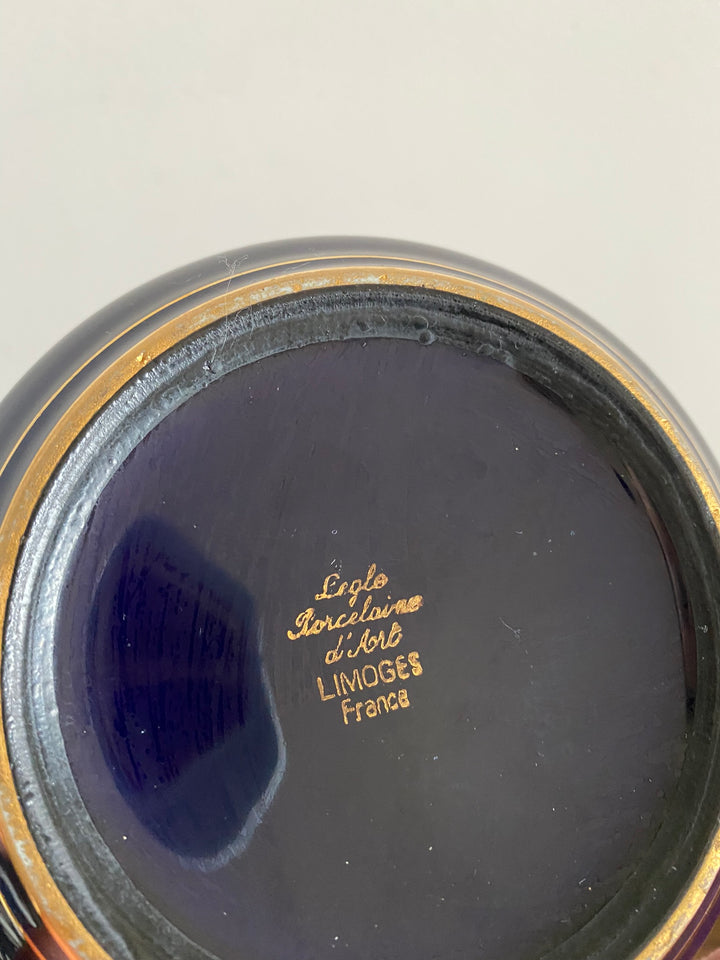 Legle
Porcelaine
d'Art
LIMOGES
France